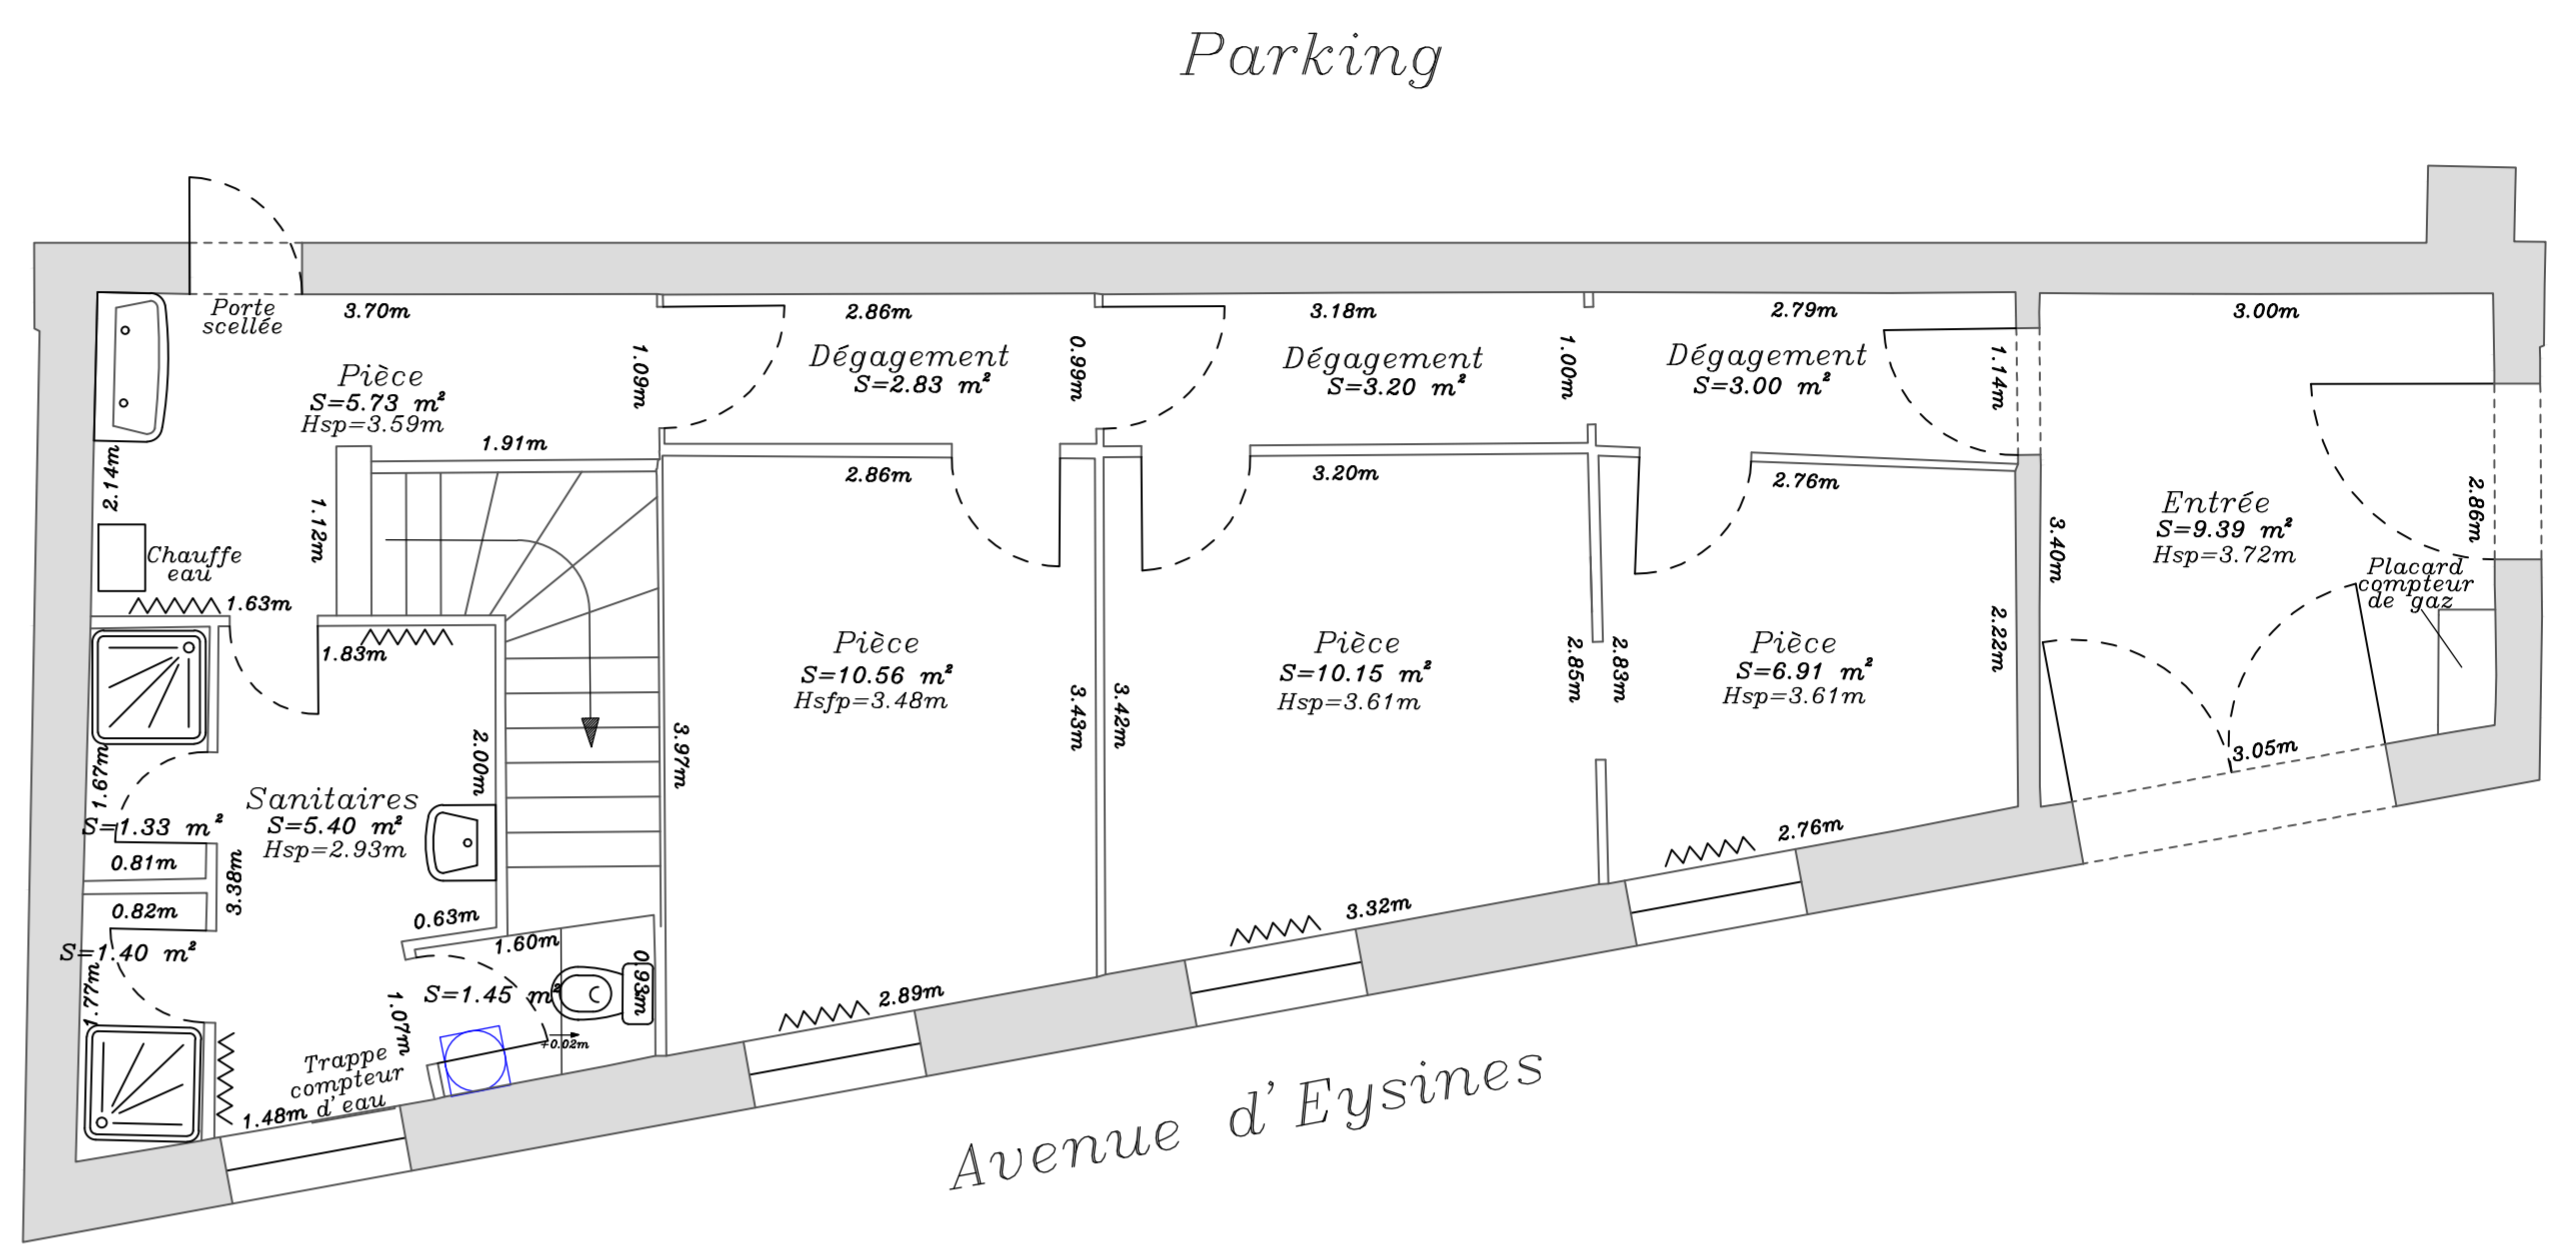 Parking
Porte
scellée
3.70m
2.86m
3.18m
2.79m
3.00m
Pièce
S=5.73 m²
Hsp=3.59m
1.09m
Dégagement
S=2.83 m²
0.99m
Dégagement
S=3.20 m²
1.00m
Dégagement
S=3.00 m²
1.14m
1.91m
2.14m
1.12m
2.86m
3.20m
2.76m
Entrée
S=9.39 m²
Hsp=3.72m
3.40m
2.86m
Chauffe
eau
Placard
compteur
de gaz
1.63m
1.83m
Pièce
S=10.56 m²
Hsfp=3.48m
3.97m
3.43m
Pièce
S=10.15 m²
Hsp=3.61m
3.42m
2.85m
2.83m
Pièce
S=6.91 m²
Hsp=3.61m
2.22m
3.05m
1.67m
2.00m
Sanitaires
S=5.40 m²
Hsp=2.93m
S=1.33 m²
0.81m
3.38m
0.82m
0.63m
1.60m
S=1.40 m²
1.77m
S=1.45 m²
0.93m
1.07m
+0.02m
Trappe
compteur
d'eau
1.48m
2.89m
3.32m
2.76m
Avenue d'Eysines